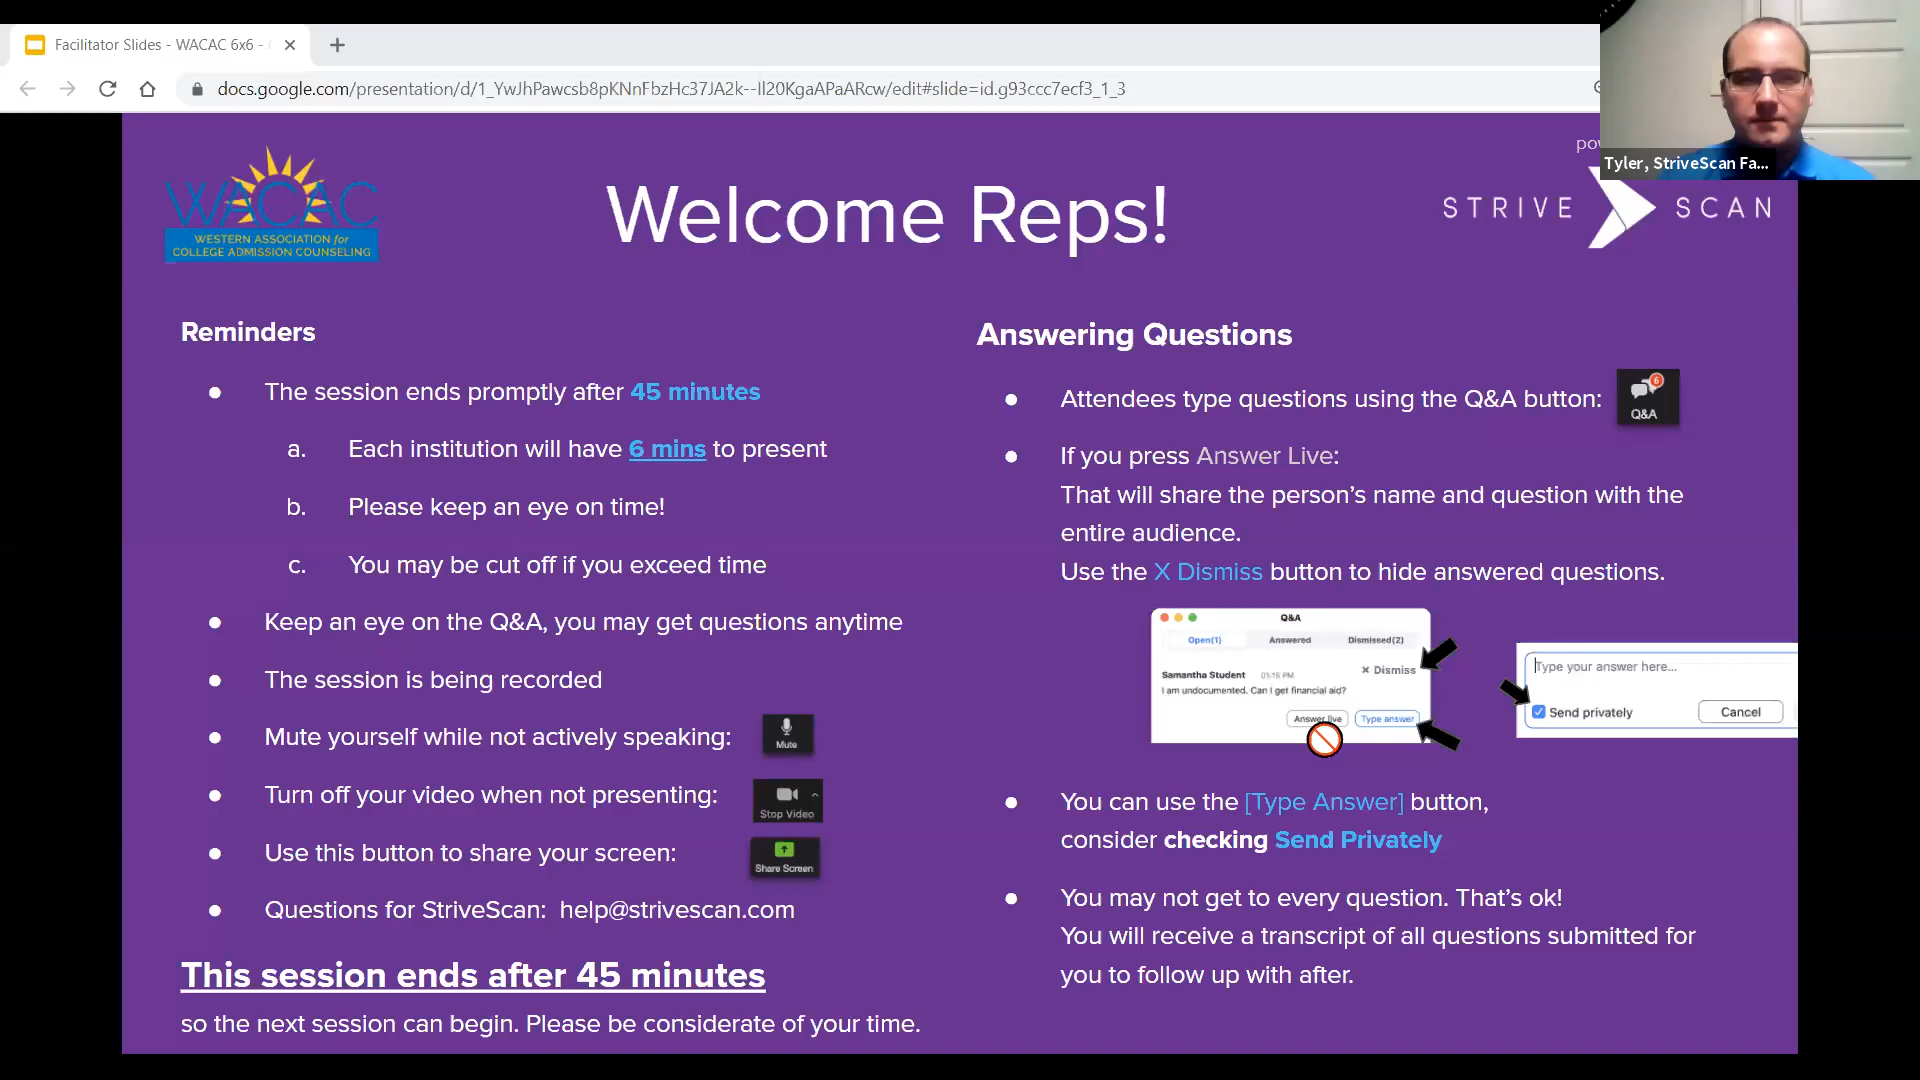 Facilitator Slides - WACAC 6x6 -
docs.google.com/presentation/d/1_YwJhPawcsb8pKNnFbzHc37JA2k--lI20KgaAPaARcw/edit#slide=id.g93ccc7ecf3_1_3
Tyler, StriveScan Fa...
WACAC
WESTERN ASSOCIATION for
COLLEGE ADMISSION COUNSELING
Welcome Reps!
STRIVE SCAN
Reminders
● The session ends promptly after 45 minutes
a. Each institution will have 6 mins to present
b. Please keep an eye on time!
c. You may be cut off if you exceed time
● Keep an eye on the Q&A, you may get questions anytime
● The session is being recorded
● Mute yourself while not actively speaking:
Mute
● Turn off your video when not presenting:
Stop Video
● Use this button to share your screen:
Share Screen
● Questions for StriveScan: help@strivescan.com
This session ends after 45 minutes
so the next session can begin. Please be considerate of your time.
Answering Questions
● Attendees type questions using the Q&A button:
6
Q&A
● If you press Answer Live:
That will share the person's name and question with the
entire audience.
Use the X Dismiss button to hide answered questions.
Q&A
Open(1) Answered Dismissed(2)
Samantha Student 01:15 PM × Dismiss
I am undocumented. Can I get financial aid?
Answer live Type answer
Type your answer here...
Send privately Cancel
● You can use the [Type Answer] button,
consider checking Send Privately
● You may not get to every question. That's ok!
You will receive a transcript of all questions submitted for
you to follow up with after.